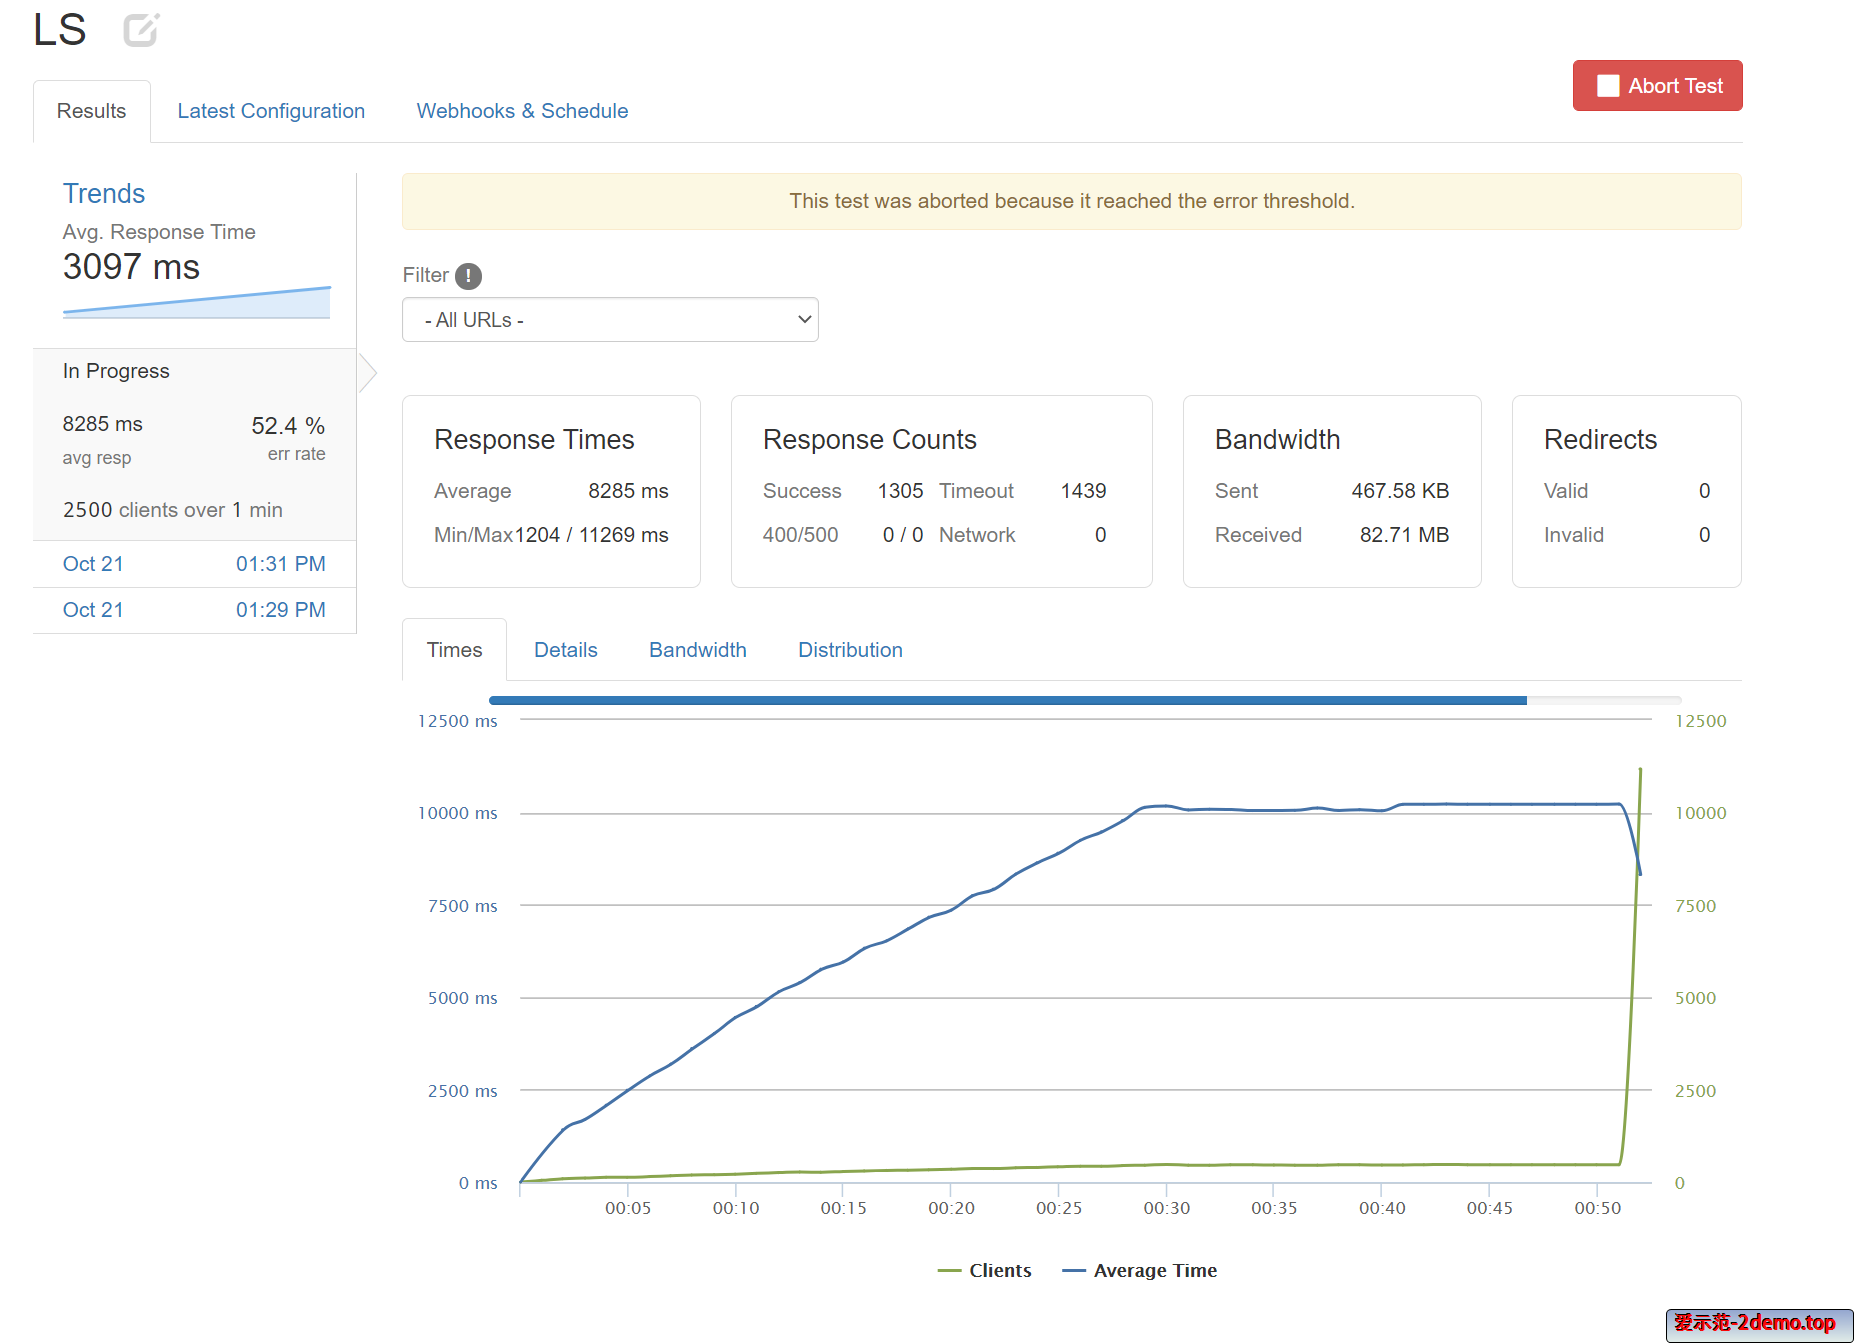 LS
Results Latest Configuration Webhooks & Schedule
Abort Test
Trends
Avg. Response Time
3097 ms
In Progress
8285 ms 52.4 %
avg resp err rate
2500 clients over 1 min
Oct 21 01:31 PM
Oct 21 01:29 PM
This test was aborted because it reached the error threshold.
Filter !
- All URLs -
Response Times
Average 8285 ms
Min/Max 1204 / 11269 ms
Response Counts
Success 1305 Timeout 1439
400/500 0 / 0 Network 0
Bandwidth
Sent 467.58 KB
Received 82.71 MB
Redirects
Valid 0
Invalid 0
Times Details Bandwidth Distribution
12500 ms 12500
10000 ms 10000
7500 ms 7500
5000 ms 5000
2500 ms 2500
0 ms 0
00:05 00:10 00:15 00:20 00:25 00:30 00:35 00:40 00:45 00:50
Clients Average Time
爱示范-2demo.top